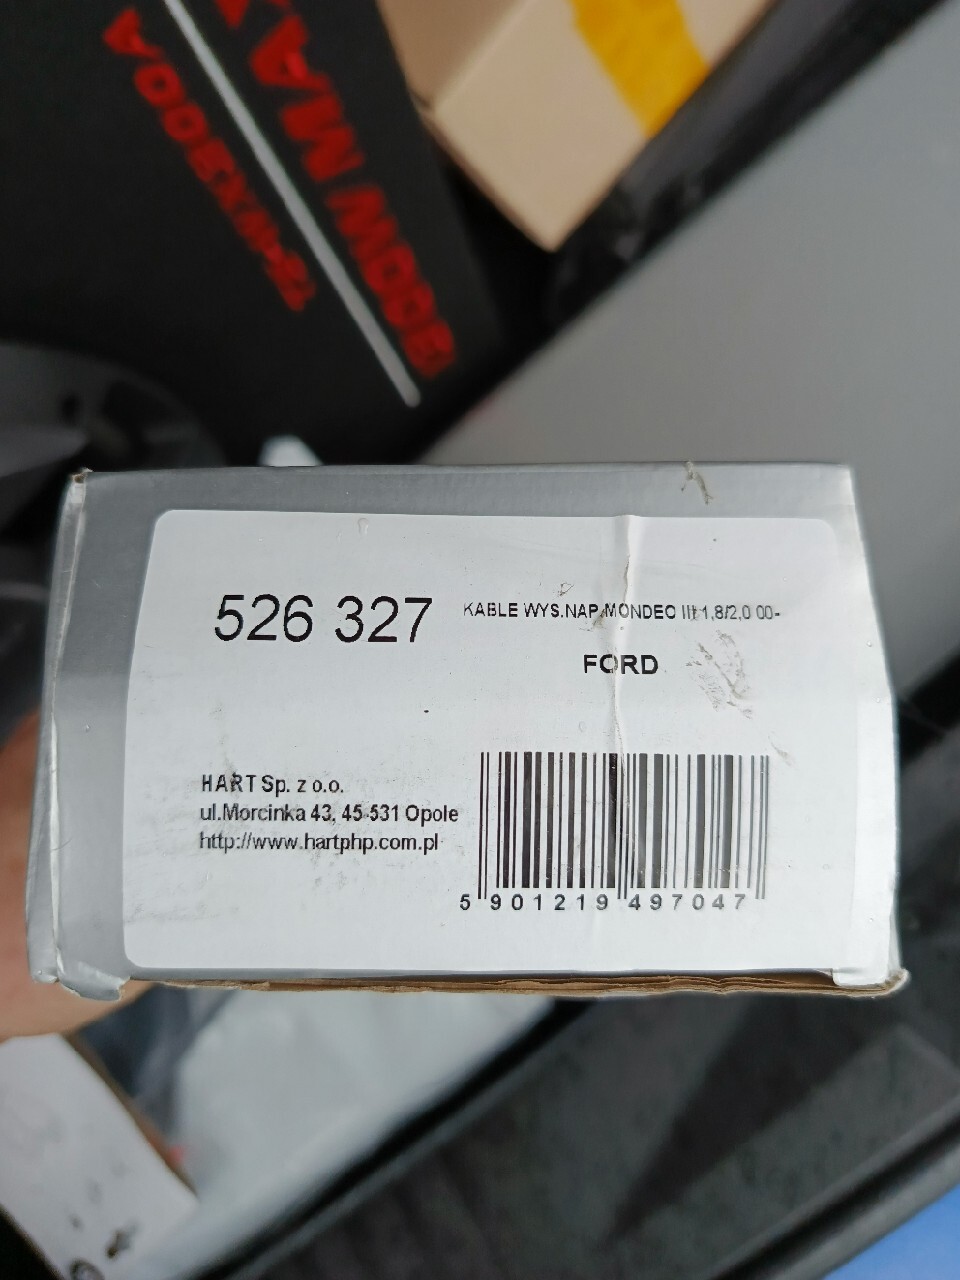 526 327
KABLE WYS.NAP.MONDEO III 1,8/2,0 00-
FORD
HART Sp. z o.o.
ul.Morcinka 43, 45-531 Opole
http://www.hartphp.com.pl
5 901219 497047